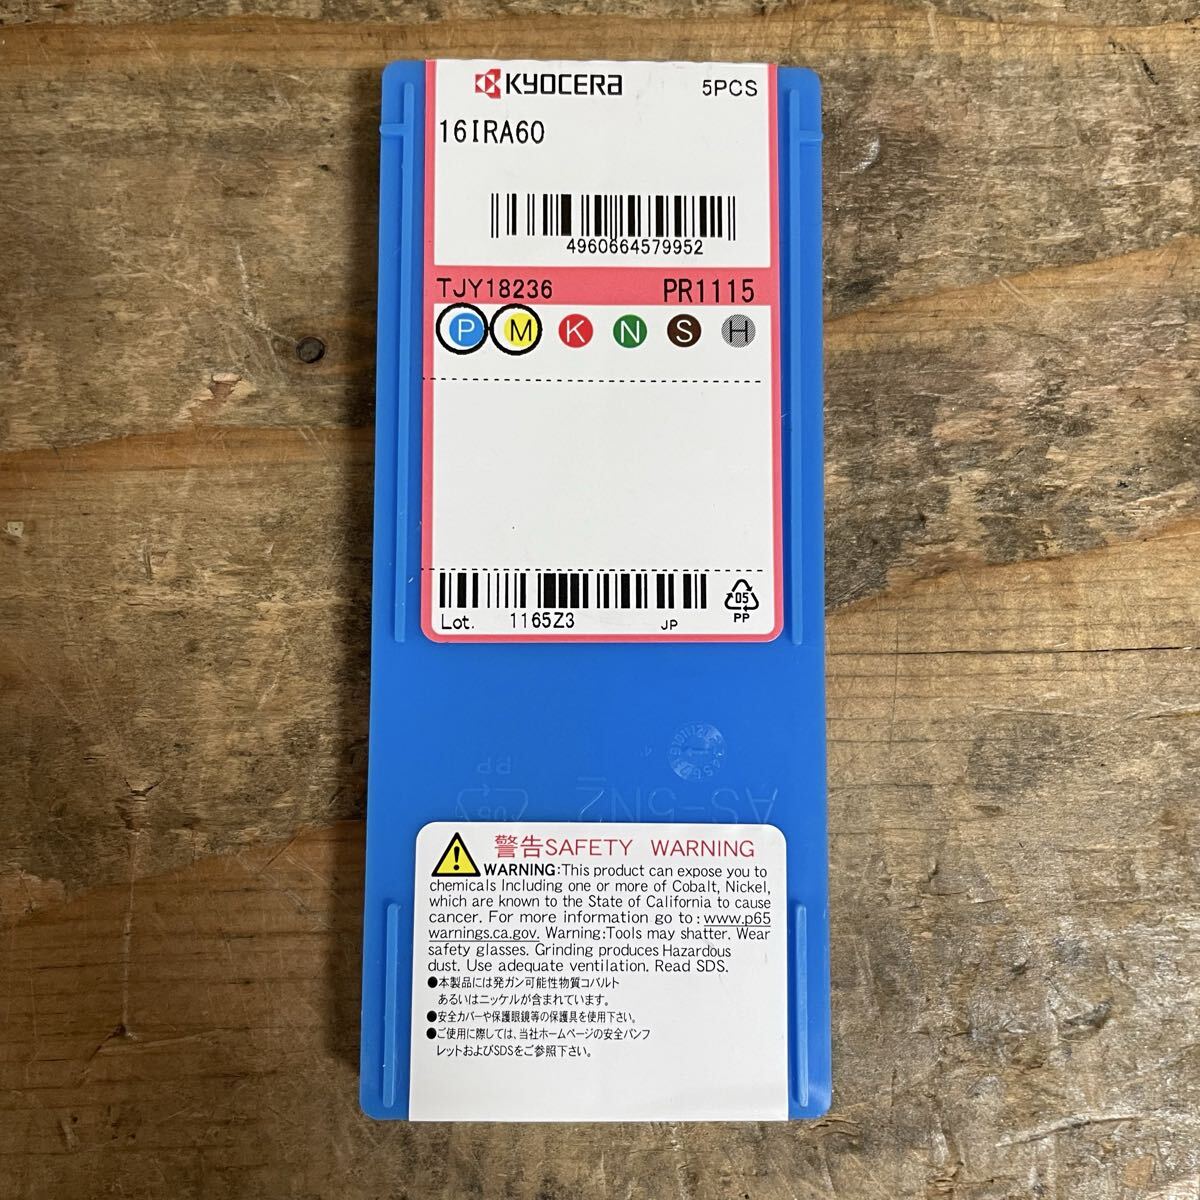 KYOCERA 5PCS
16IRA60
4960664579952
TJY18236 PR1115
P M K N S H
Lot. 1165Z3 JP
05
PP
PP
AS-5N2
警告SAFETY WARNING
WARNING:This product can expose you to
chemicals Including one or more of Cobalt, Nickel,
which are known to the State of California to cause
cancer. For more information go to:www.p65
warnings.ca.gov. Warning:Tools may shatter. Wear
safety glasses. Grinding produces Hazardous
dust. Use adequate ventilation. Read SDS.
●本製品には発ガン可能性物質コバルト
あるいはニッケルが含まれています。
●安全カバーや保護眼鏡等の保護具を使用下さい。
●ご使用に際しては、当社ホームページの安全パンフ
レットおよびSDSをご参照下さい。